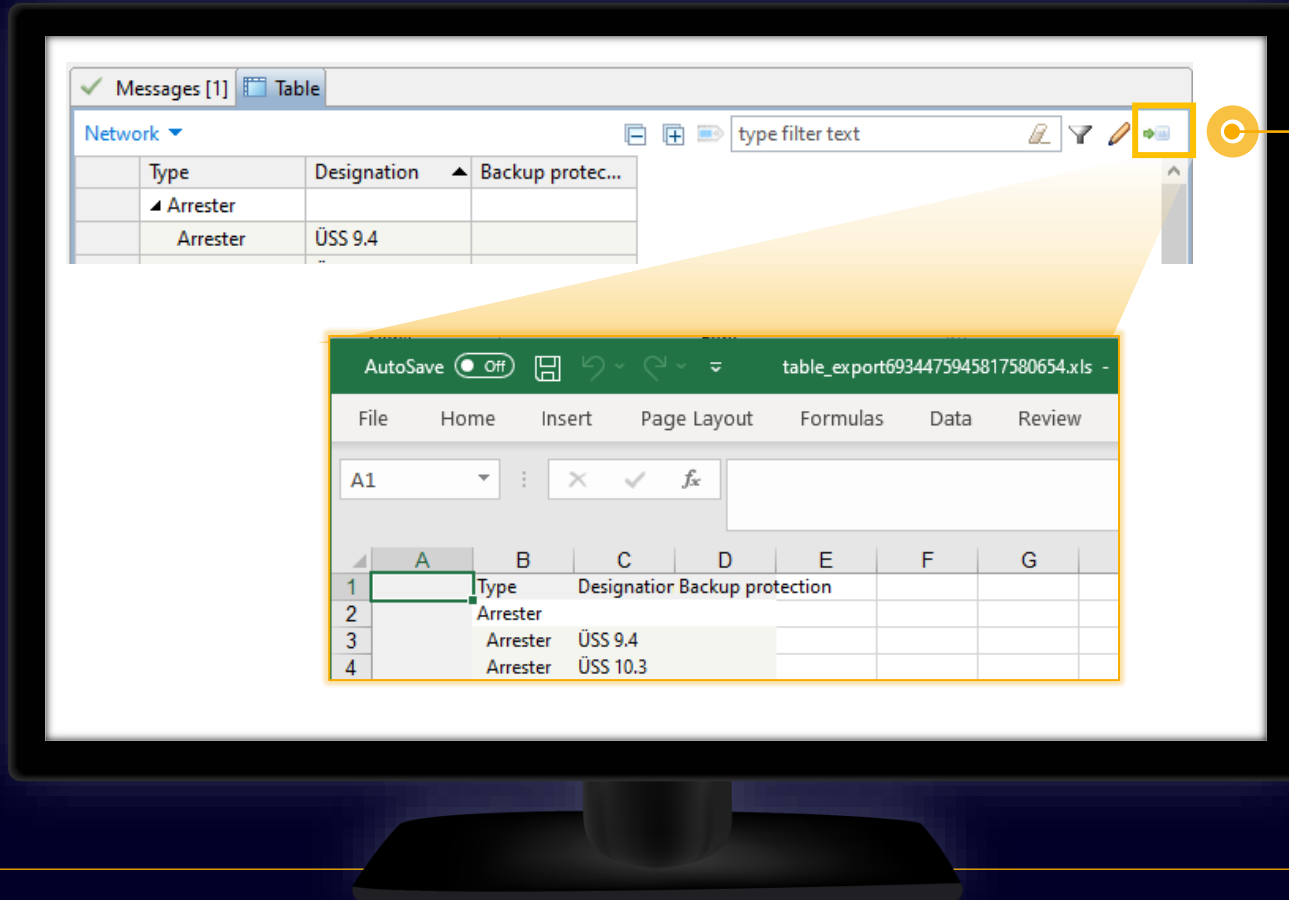 Messages [1] Table
Network type filter text
Type Designation Backup protec...
Arrester
Arrester ÜSS 9.4
AutoSave Off table_export6934475945817580654.xls -
File Home Insert Page Layout Formulas Data Review
A1 fx
A B C D E F G
1 Type Designation Backup protection
2 Arrester
3 Arrester ÜSS 9.4
4 Arrester ÜSS 10.3